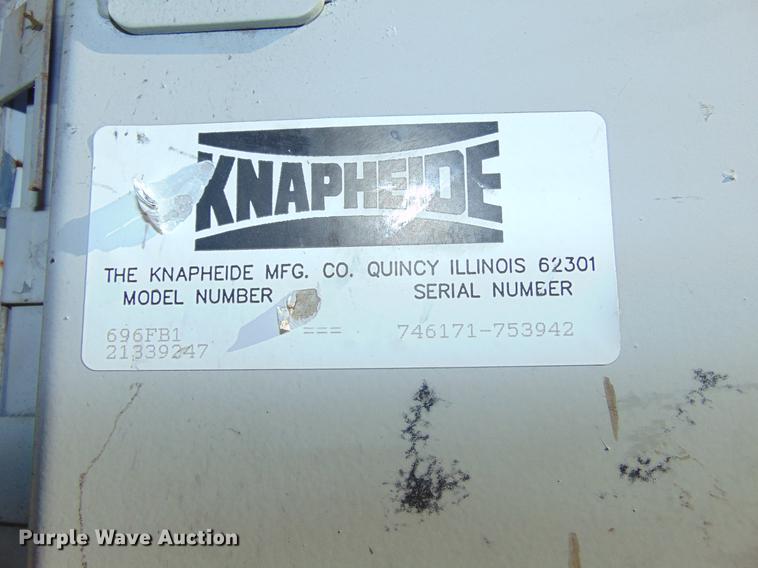 KNAPHEIDE
THE KNAPHEIDE MFG. CO. QUINCY ILLINOIS 62301
MODEL NUMBER SERIAL NUMBER
696FB1 === 746171-753942
21339247
Purple Wave Auction